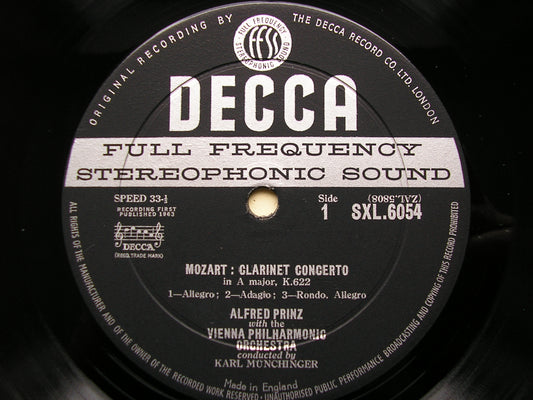 ORIGINAL RECORDING BY THE DECCA RECORD CO. LTD. LONDON
FULL FREQUENCY
FFSS
STEREOPHONIC SOUND
DECCA
FULL FREQUENCY
STEREOPHONIC SOUND
SPEED 33⅓
RECORDING FIRST
PUBLISHED 1963
DECCA
(REGD. TRADE MARK)
Side
1
(ZAL.5808)
SXL.6054
MOZART : CLARINET CONCERTO
in A major, K.622
1—Allegro; 2—Adagio; 3—Rondo. Allegro
ALFRED PRINZ
with the
VIENNA PHILHARMONIC
ORCHESTRA
conducted by
KARL MUNCHINGER
Made in England
ALL RIGHTS OF THE MANUFACTURER AND OF THE OWNER OF THE RECORDED WORK RESERVED · UNAUTHORISED PUBLIC PERFORMANCE BROADCASTING AND COPYING OF THIS RECORD PROHIBITED